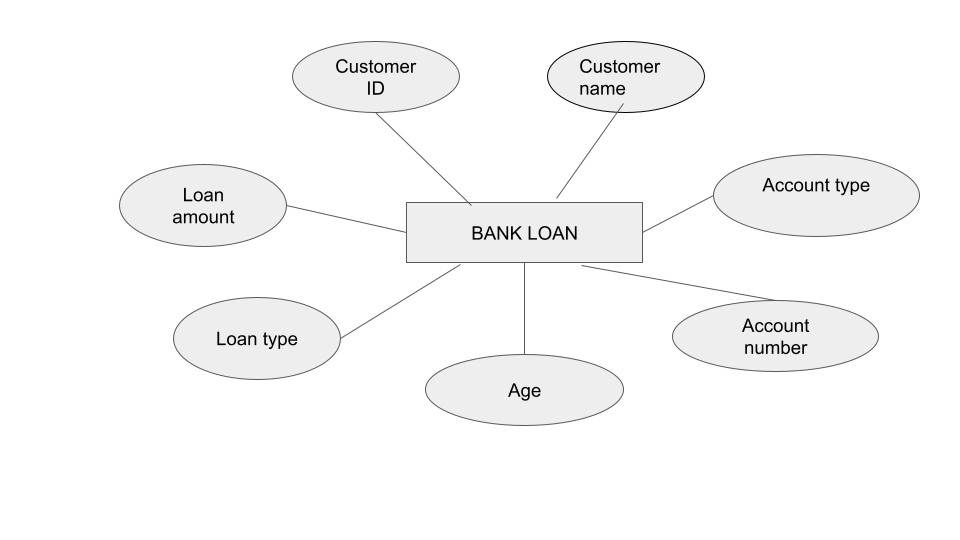 Customer
ID
Customer
name
Account type
Loan
amount
BANK LOAN
Loan type
Account
number
Age